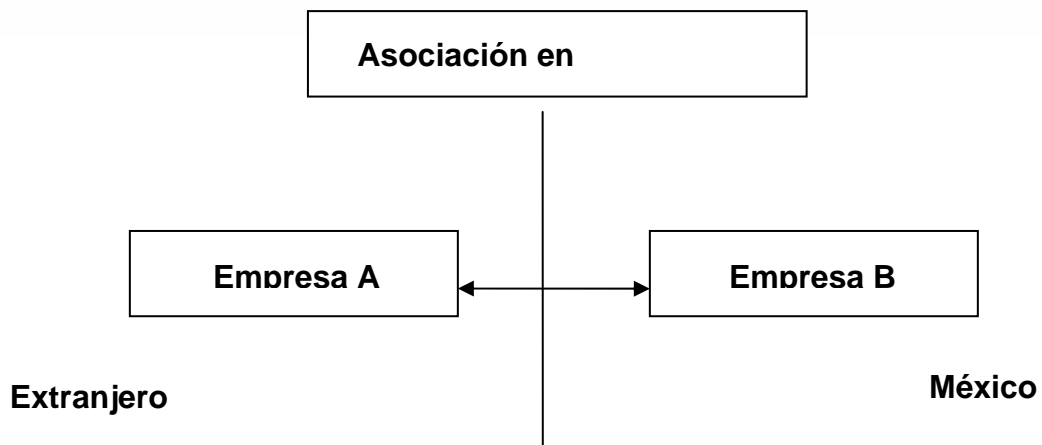 Asociación en
Empresa A
Empresa B
Extranjero
México